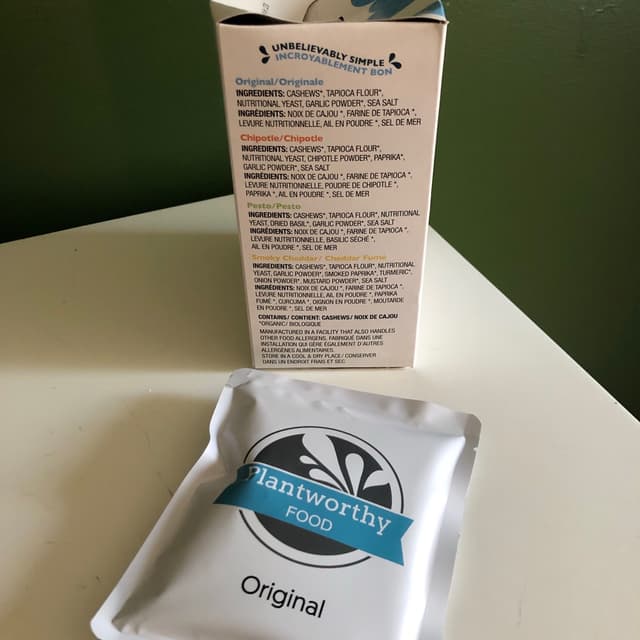 UNBELIEVABLY SIMPLE
INCROYABLEMENT BON
Original/Originale
INGREDIENTS: CASHEWS*, TAPIOCA FLOUR*,
NUTRITIONAL YEAST, GARLIC POWDER*, SEA SALT
INGRÉDIENTS: NOIX DE CAJOU*, FARINE DE TAPIOCA*,
LEVURE NUTRITIONNELLE, AIL EN POUDRE*, SEL DE MER
Chipotle/Chipotle
INGREDIENTS: CASHEWS*, TAPIOCA FLOUR*,
NUTRITIONAL YEAST, CHIPOTLE POWDER*, PAPRIKA*,
GARLIC POWDER*, SEA SALT
INGRÉDIENTS: NOIX DE CAJOU*, FARINE DE TAPIOCA*,
LEVURE NUTRITIONNELLE, POUDRE DE CHIPOTLE*,
PAPRIKA*, AIL EN POUDRE*, SEL DE MER
Pesto/Pesto
INGREDIENTS: CASHEWS*, TAPIOCA FLOUR*, NUTRITIONAL
YEAST, DRIED BASIL*, GARLIC POWDER*, SEA SALT
INGRÉDIENTS: NOIX DE CAJOU*, FARINE DE TAPIOCA*,
LEVURE NUTRITIONNELLE, BASILIC SÉCHÉ*,
AIL EN POUDRE*, SEL DE MER
Smoky Cheddar/ Cheddar Fumé
INGREDIENTS: CASHEWS*, TAPIOCA FLOUR*, NUTRITIONAL
YEAST, GARLIC POWDER*, SMOKED PAPRIKA*, TURMERIC*,
ONION POWDER*, MUSTARD POWDER*, SEA SALT
INGRÉDIENTS: NOIX DE CAJOU*, FARINE DE TAPIOCA*,
LEVURE NUTRITIONNELLE, AIL EN POUDRE*, PAPRIKA
FUMÉ*, CURCUMA*, OIGNON EN POUDRE*, MOUTARDE
EN POUDRE*, SEL DE MER
CONTAINS/ CONTIENT: CASHEWS/ NOIX DE CAJOU
*ORGANIC/ BIOLOGIQUE
MANUFACTURED IN A FACILITY THAT ALSO HANDLES
OTHER FOOD ALLERGENS. FABRIQUÉ DANS UNE
INSTALLATION QUI GÈRE ÉGALEMENT D'AUTRES
ALLERGÈNES ALIMENTAIRES.
STORE IN A COOL & DRY PLACE/ CONSERVER
DANS UN ENDROIT FRAIS ET SEC
Plantworthy
FOOD
Original